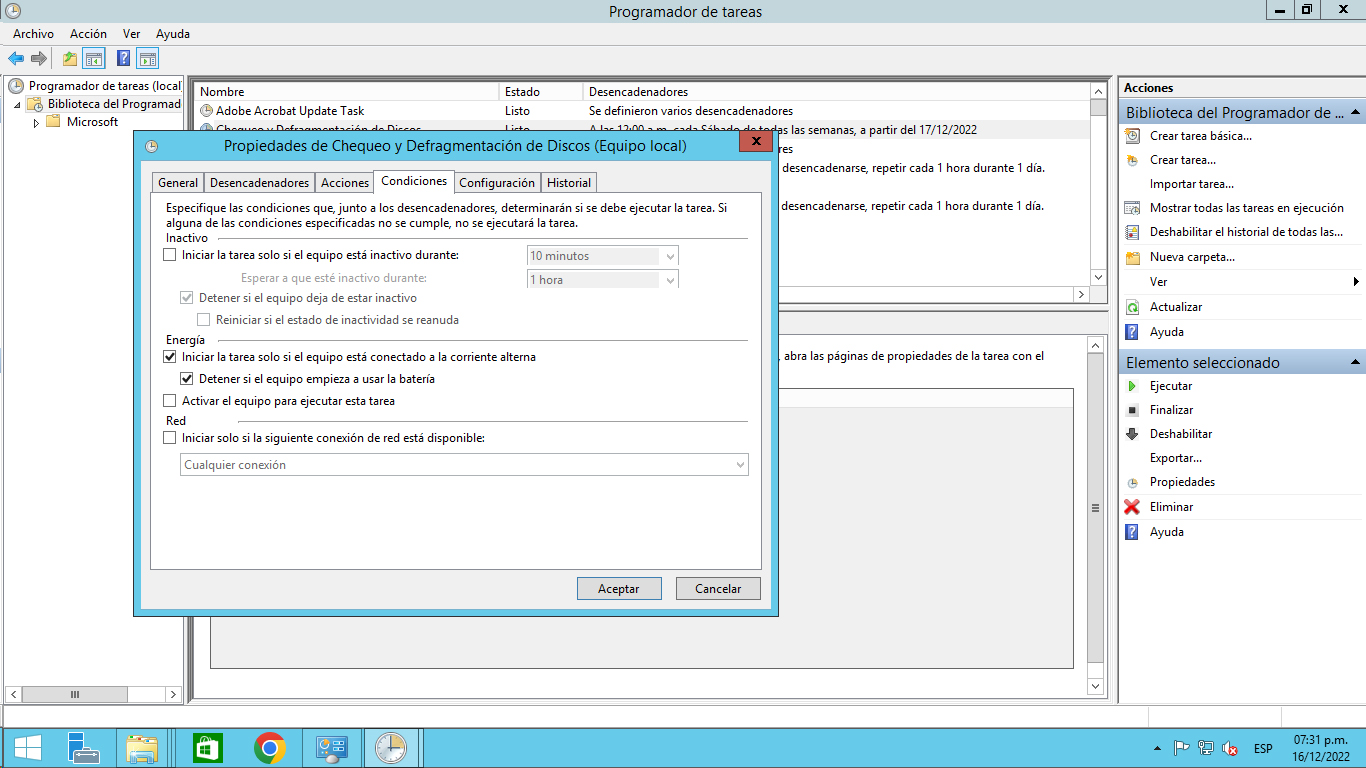 Programador de tareas
Archivo Acción Ver Ayuda
Programador de tareas (local
Biblioteca del Programad
Microsoft
Nombre Estado Desencadenadores
Adobe Acrobat Update Task Listo Se definieron varios desencadenadores
Chequeo y Defragmentación de Discos Listo A las 12:00 a.m. cada Sábado de todas las semanas, a partir del 17/12/2022
res
desencadenarse, repetir cada 1 hora durante 1 día.
desencadenarse, repetir cada 1 hora durante 1 día.
, abra las páginas de propiedades de la tarea con el
Propiedades de Chequeo y Defragmentación de Discos (Equipo local)
General Desencadenadores Acciones Condiciones Configuración Historial
Especifique las condiciones que, junto a los desencadenadores, determinarán si se debe ejecutar la tarea. Si
alguna de las condiciones especificadas no se cumple, no se ejecutará la tarea.
Inactivo
Iniciar la tarea solo si el equipo está inactivo durante: 10 minutos
Esperar a que esté inactivo durante: 1 hora
Detener si el equipo deja de estar inactivo
Reiniciar si el estado de inactividad se reanuda
Energía
Iniciar la tarea solo si el equipo está conectado a la corriente alterna
Detener si el equipo empieza a usar la batería
Activar el equipo para ejecutar esta tarea
Red
Iniciar solo si la siguiente conexión de red está disponible:
Cualquier conexión
Aceptar Cancelar
Acciones
Biblioteca del Programador de ...
Crear tarea básica...
Crear tarea...
Importar tarea...
Mostrar todas las tareas en ejecución
Deshabilitar el historial de todas las...
Nueva carpeta...
Ver
Actualizar
Ayuda
Elemento seleccionado
Ejecutar
Finalizar
Deshabilitar
Exportar...
Propiedades
Eliminar
Ayuda
ESP
07:31 p.m.
16/12/2022